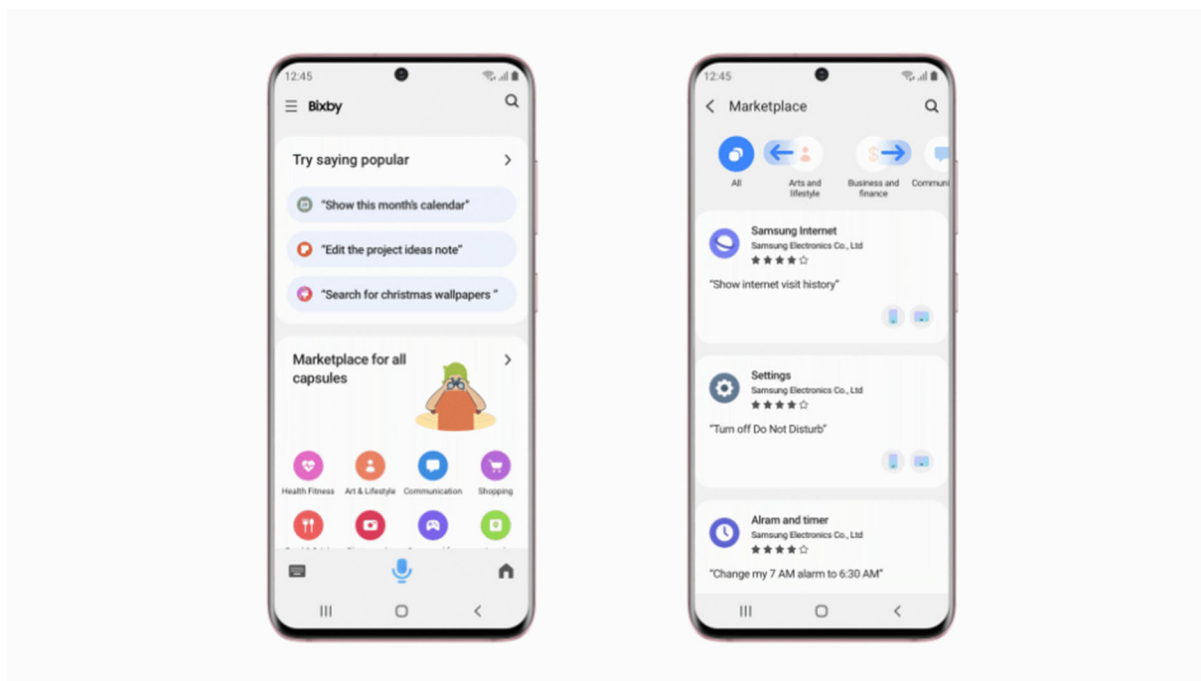 12:45
Bixby
Try saying popular
"Show this month's calendar"
"Edit the project ideas note"
"Search for christmas wallpapers "
Marketplace for all
capsules
Health Fitness
Art & Lifestyle
Communication
Shopping
12:45
Marketplace
All
Arts and
lifestyle
Business and
finance
Communi
Samsung Internet
Samsung Electronics Co., Ltd
"Show internet visit history"
Settings
Samsung Electronics Co., Ltd
"Turn off Do Not Disturb"
Alram and timer
Samsung Electronics Co., Ltd
"Change my 7 AM alarm to 6:30 AM"